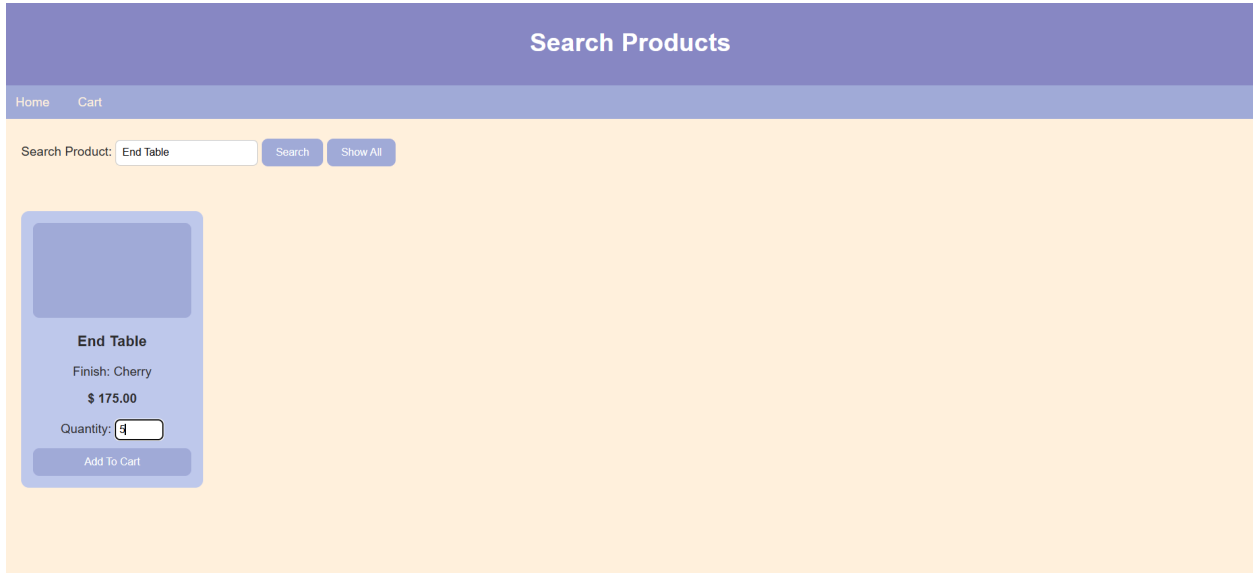 Search Products
Home Cart
Search Product: End Table Search Show All
End Table
Finish: Cherry
$ 175.00
Quantity: 5
Add To Cart